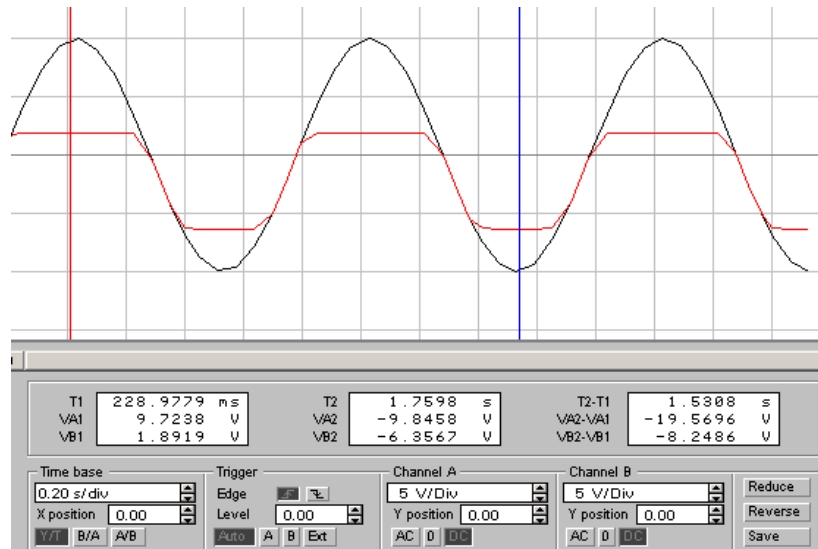 T1 228.9779 ms T2 1.7598 s T2-T1 1.5308 s
VA1 9.7238 V VA2 -9.8458 V VA2-VA1 -19.5696 V
VB1 1.8919 V VB2 -6.3567 V VB2-VB1 -8.2486 V
Time base Trigger Channel A Channel B
0.20 s/div Edge 5 V/Div 5 V/Div Reduce
X position 0.00 Level 0.00 Y position 0.00 Y position 0.00 Reverse
Y/T B/A A/B Auto A B Ext AC 0 DC AC 0 DC Save